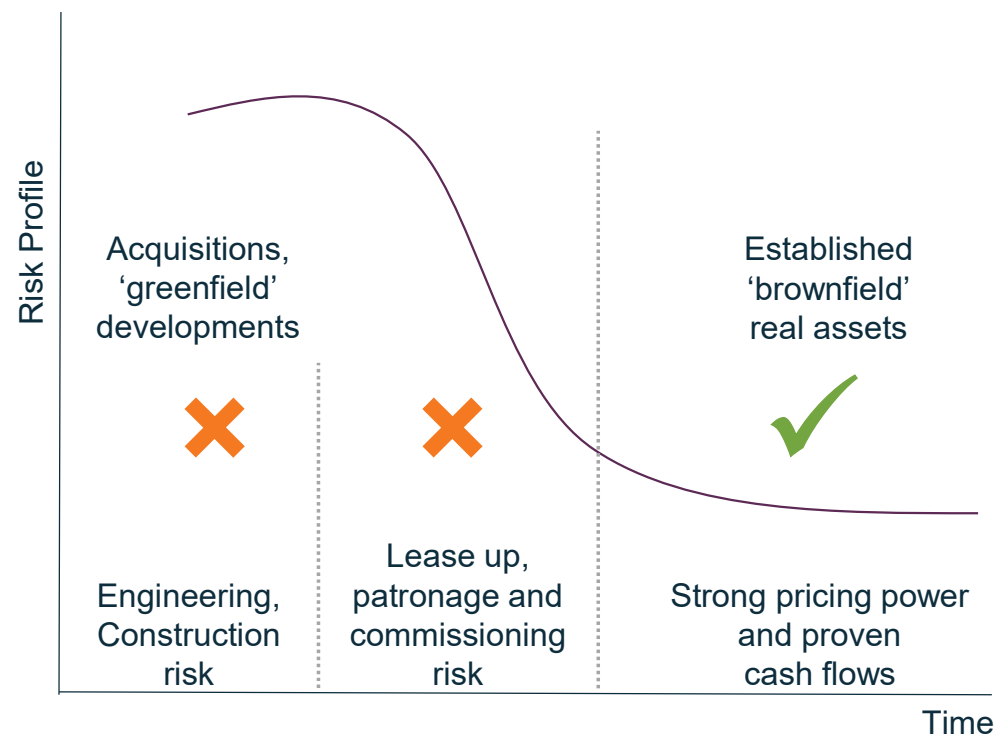 Risk Profile
Acquisitions,
‘greenfield’
developments
Established
‘brownfield’
real assets
Engineering,
Construction
risk
Lease up,
patronage and
commissioning
risk
Strong pricing power
and proven
cash flows
Time